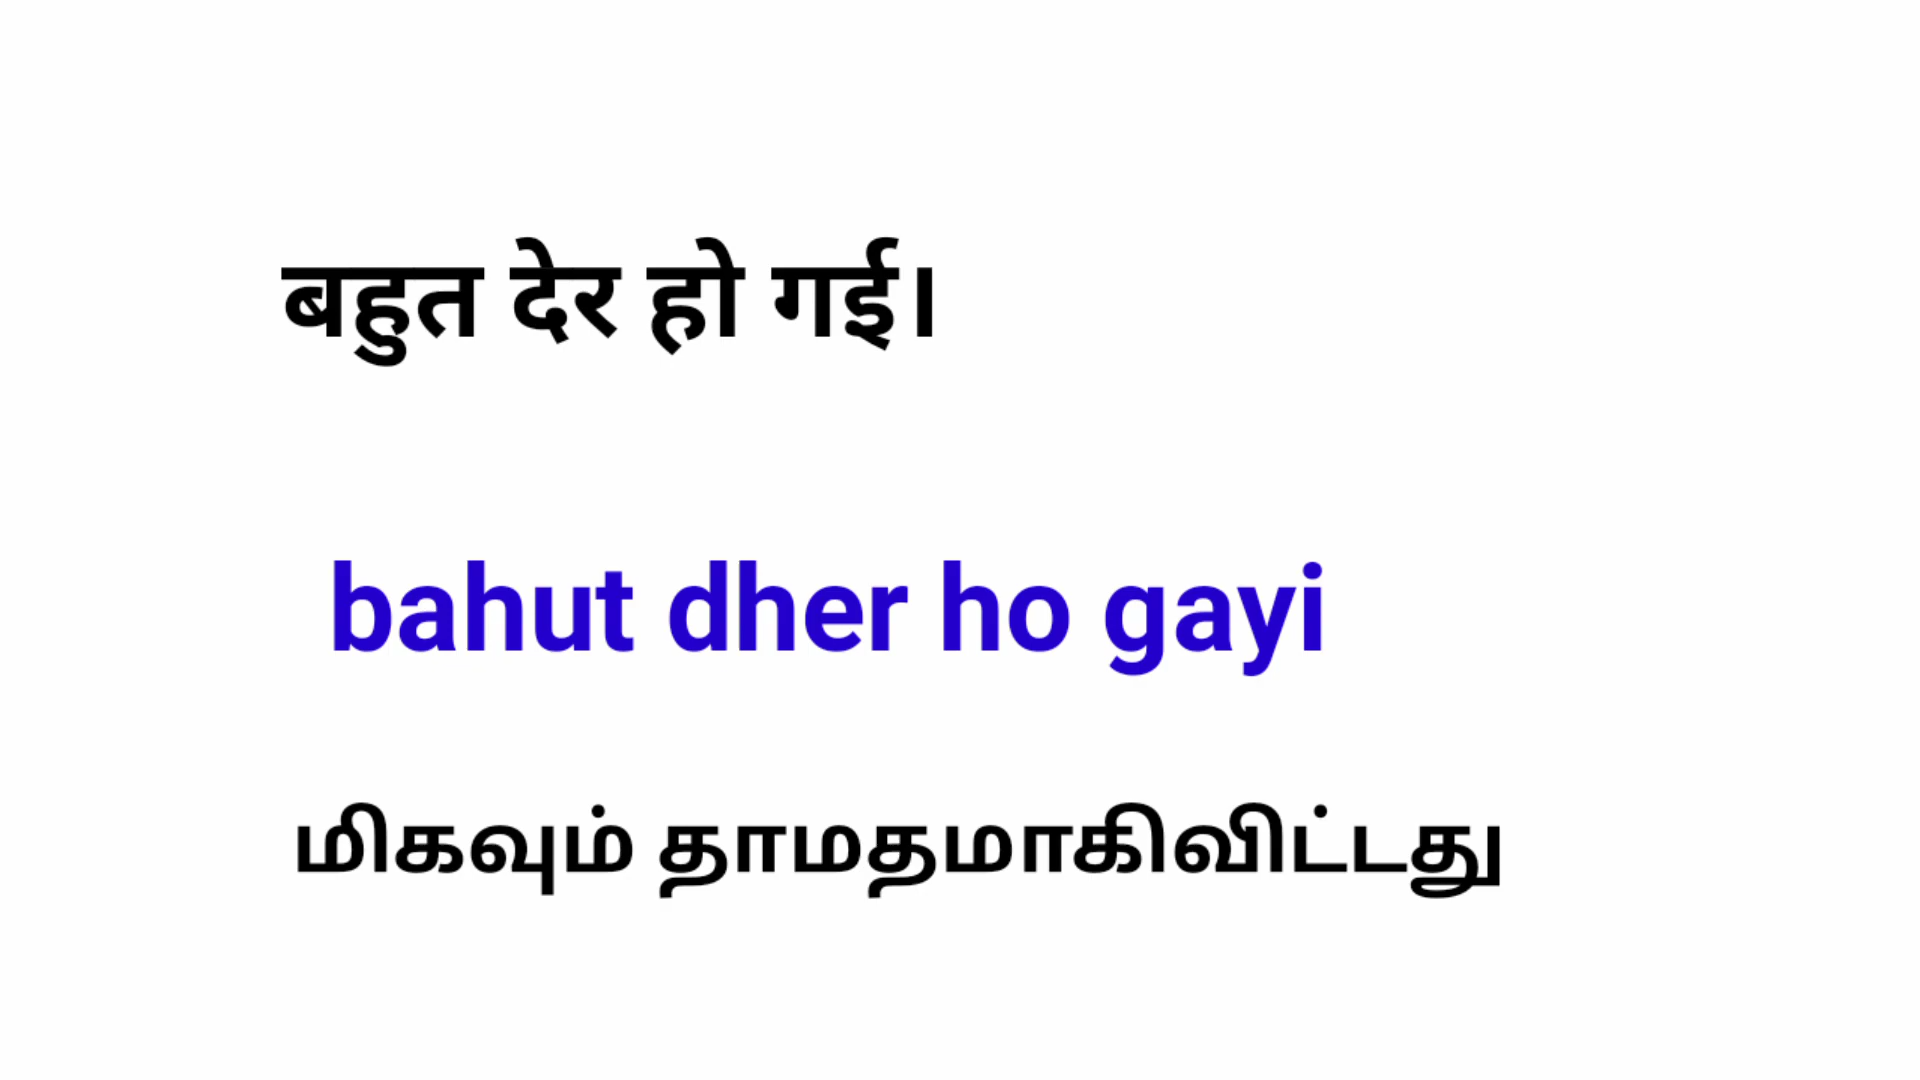 बहुत देर हो गई।
bahut dher ho gayi
மிகவும் தாமதமாகிவிட்டது